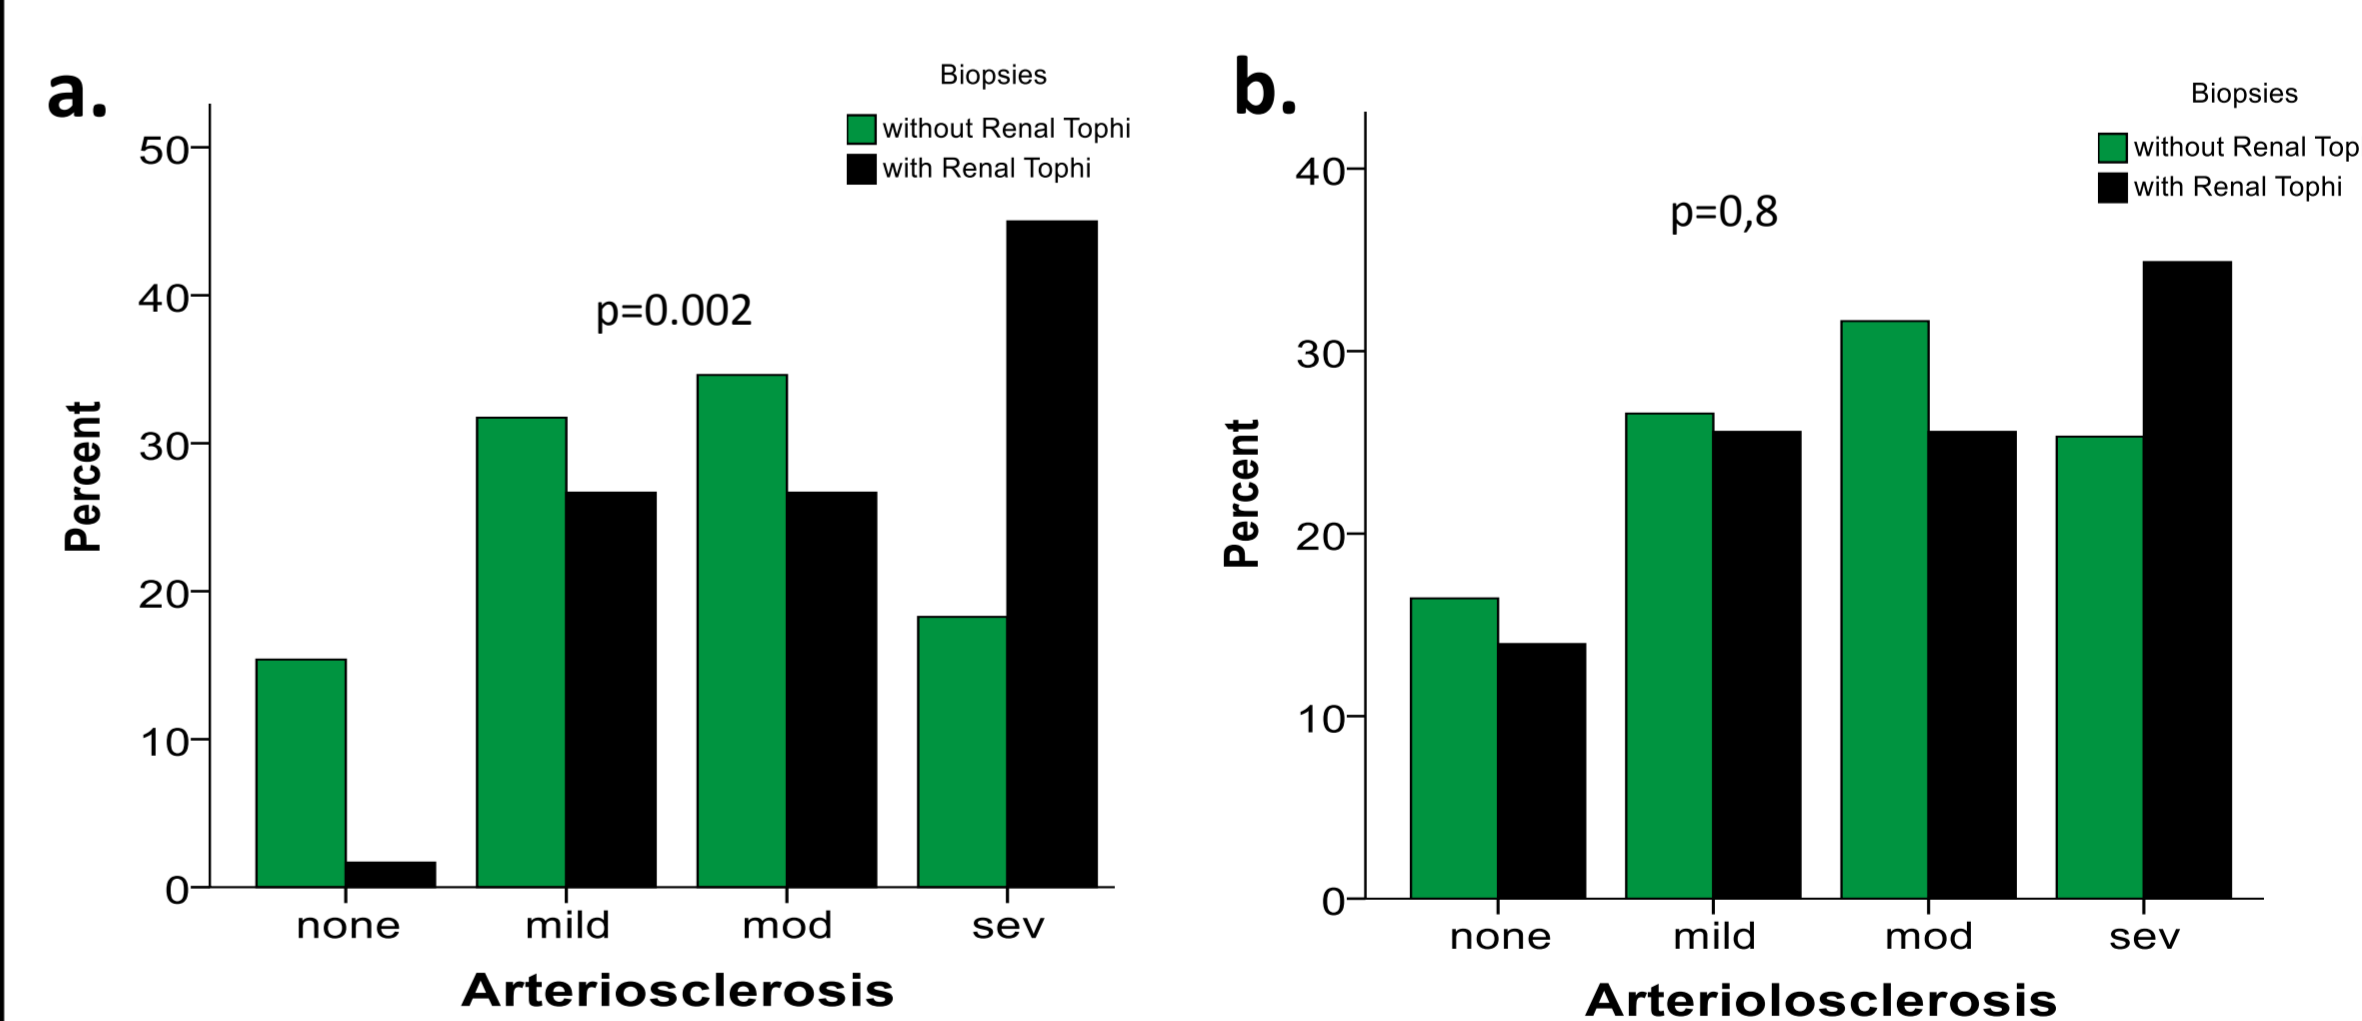 a.
Biopsies
without Renal Tophi
with Renal Tophi
p=0.002
Percent
50
40
30
20
10
0
none mild mod sev
Arteriosclerosis
b.
Biopsies
without Renal Top
with Renal Tophi
p=0,8
Percent
40
30
20
10
0
none mild mod sev
Arteriolosclerosis